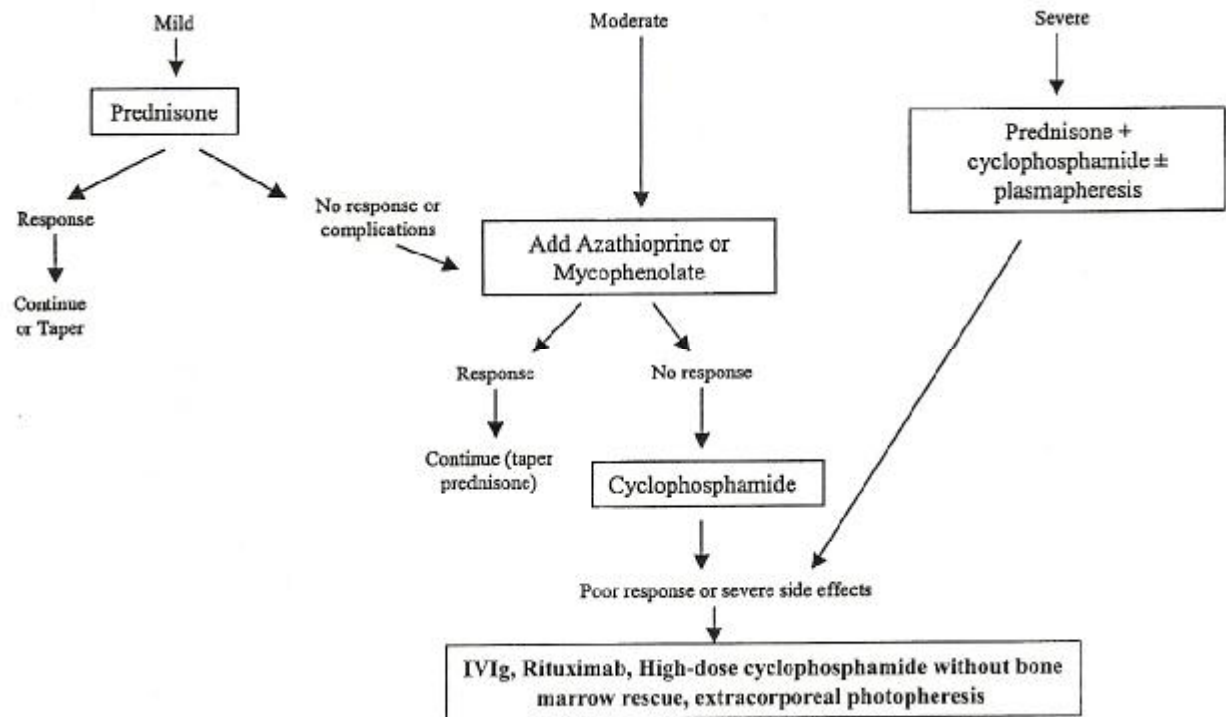 Mild
Moderate
Severe
Prednisone
Prednisone +
cyclophosphamide ±
plasmapheresis
Response
No response or
complications
Add Azathioprine or
Mycophenolate
Continue
or Taper
Response
No response
Continue (taper
prednisone)
Cyclophosphamide
Poor response or severe side effects
IVIg, Rituximab, High-dose cyclophosphamide without bone
marrow rescue, extracorporeal photopheresis